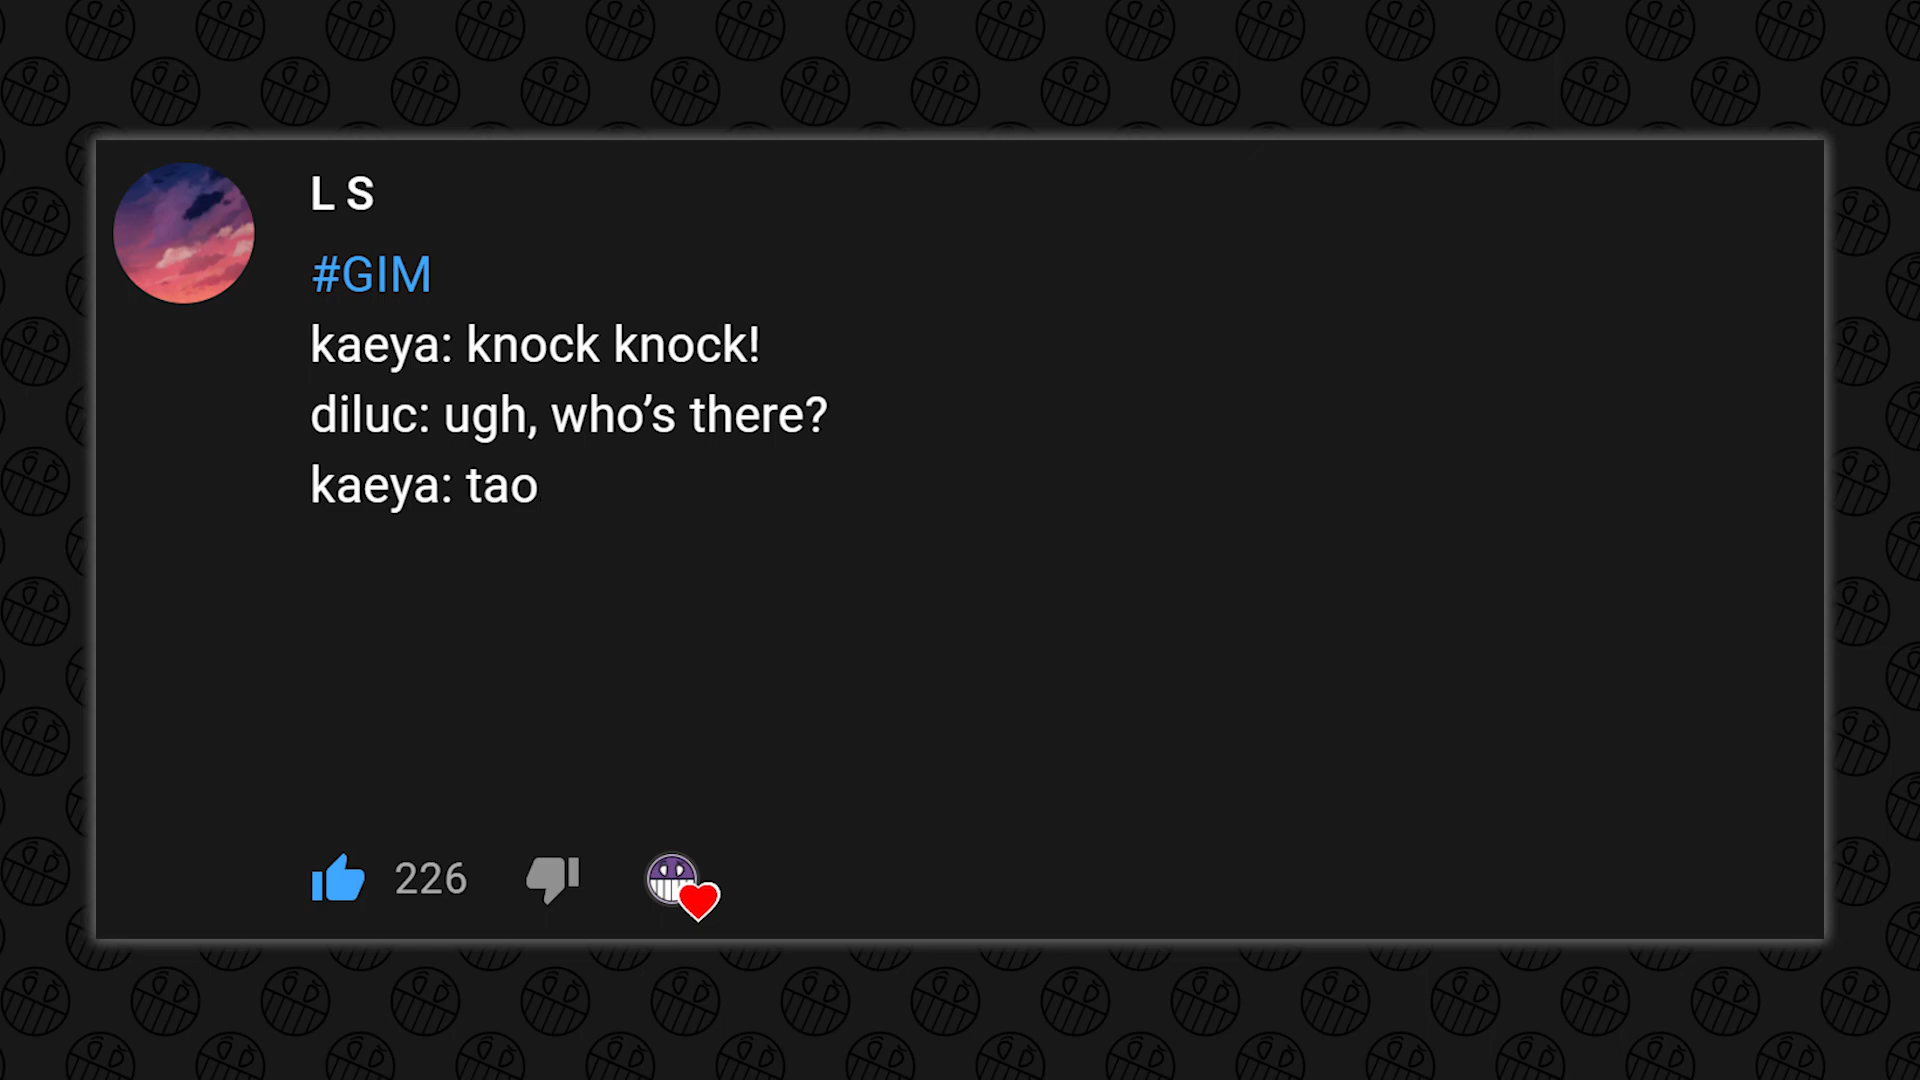 L S
#GIM
kaeya: knock knock!
diluc: ugh, who’s there?
kaeya: tao
226